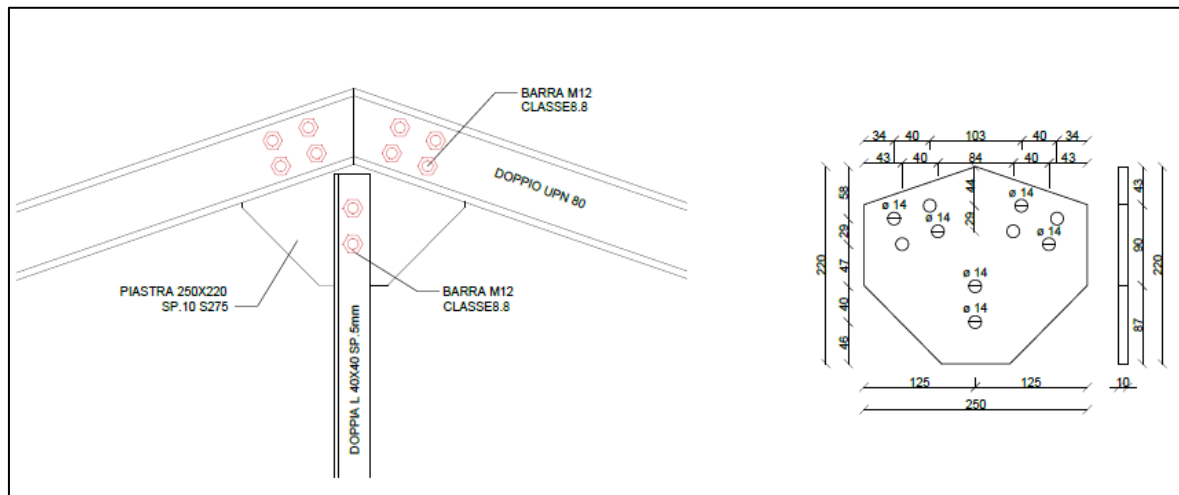 BARRA M12
CLASSE8.8
DOPPIO UPN 80
PIASTRA 250X220
SP.10 S275
BARRA M12
CLASSE8.8
DOPPIA L 40X40 SP.5mm
34 40 103 40 34
43 40 84 40 43
58 44 43
ø 14 ø 14
29 29 ø 14 ø 14
220 47 90 220
ø 14
40 ø 14
46 87
125 125 10
250